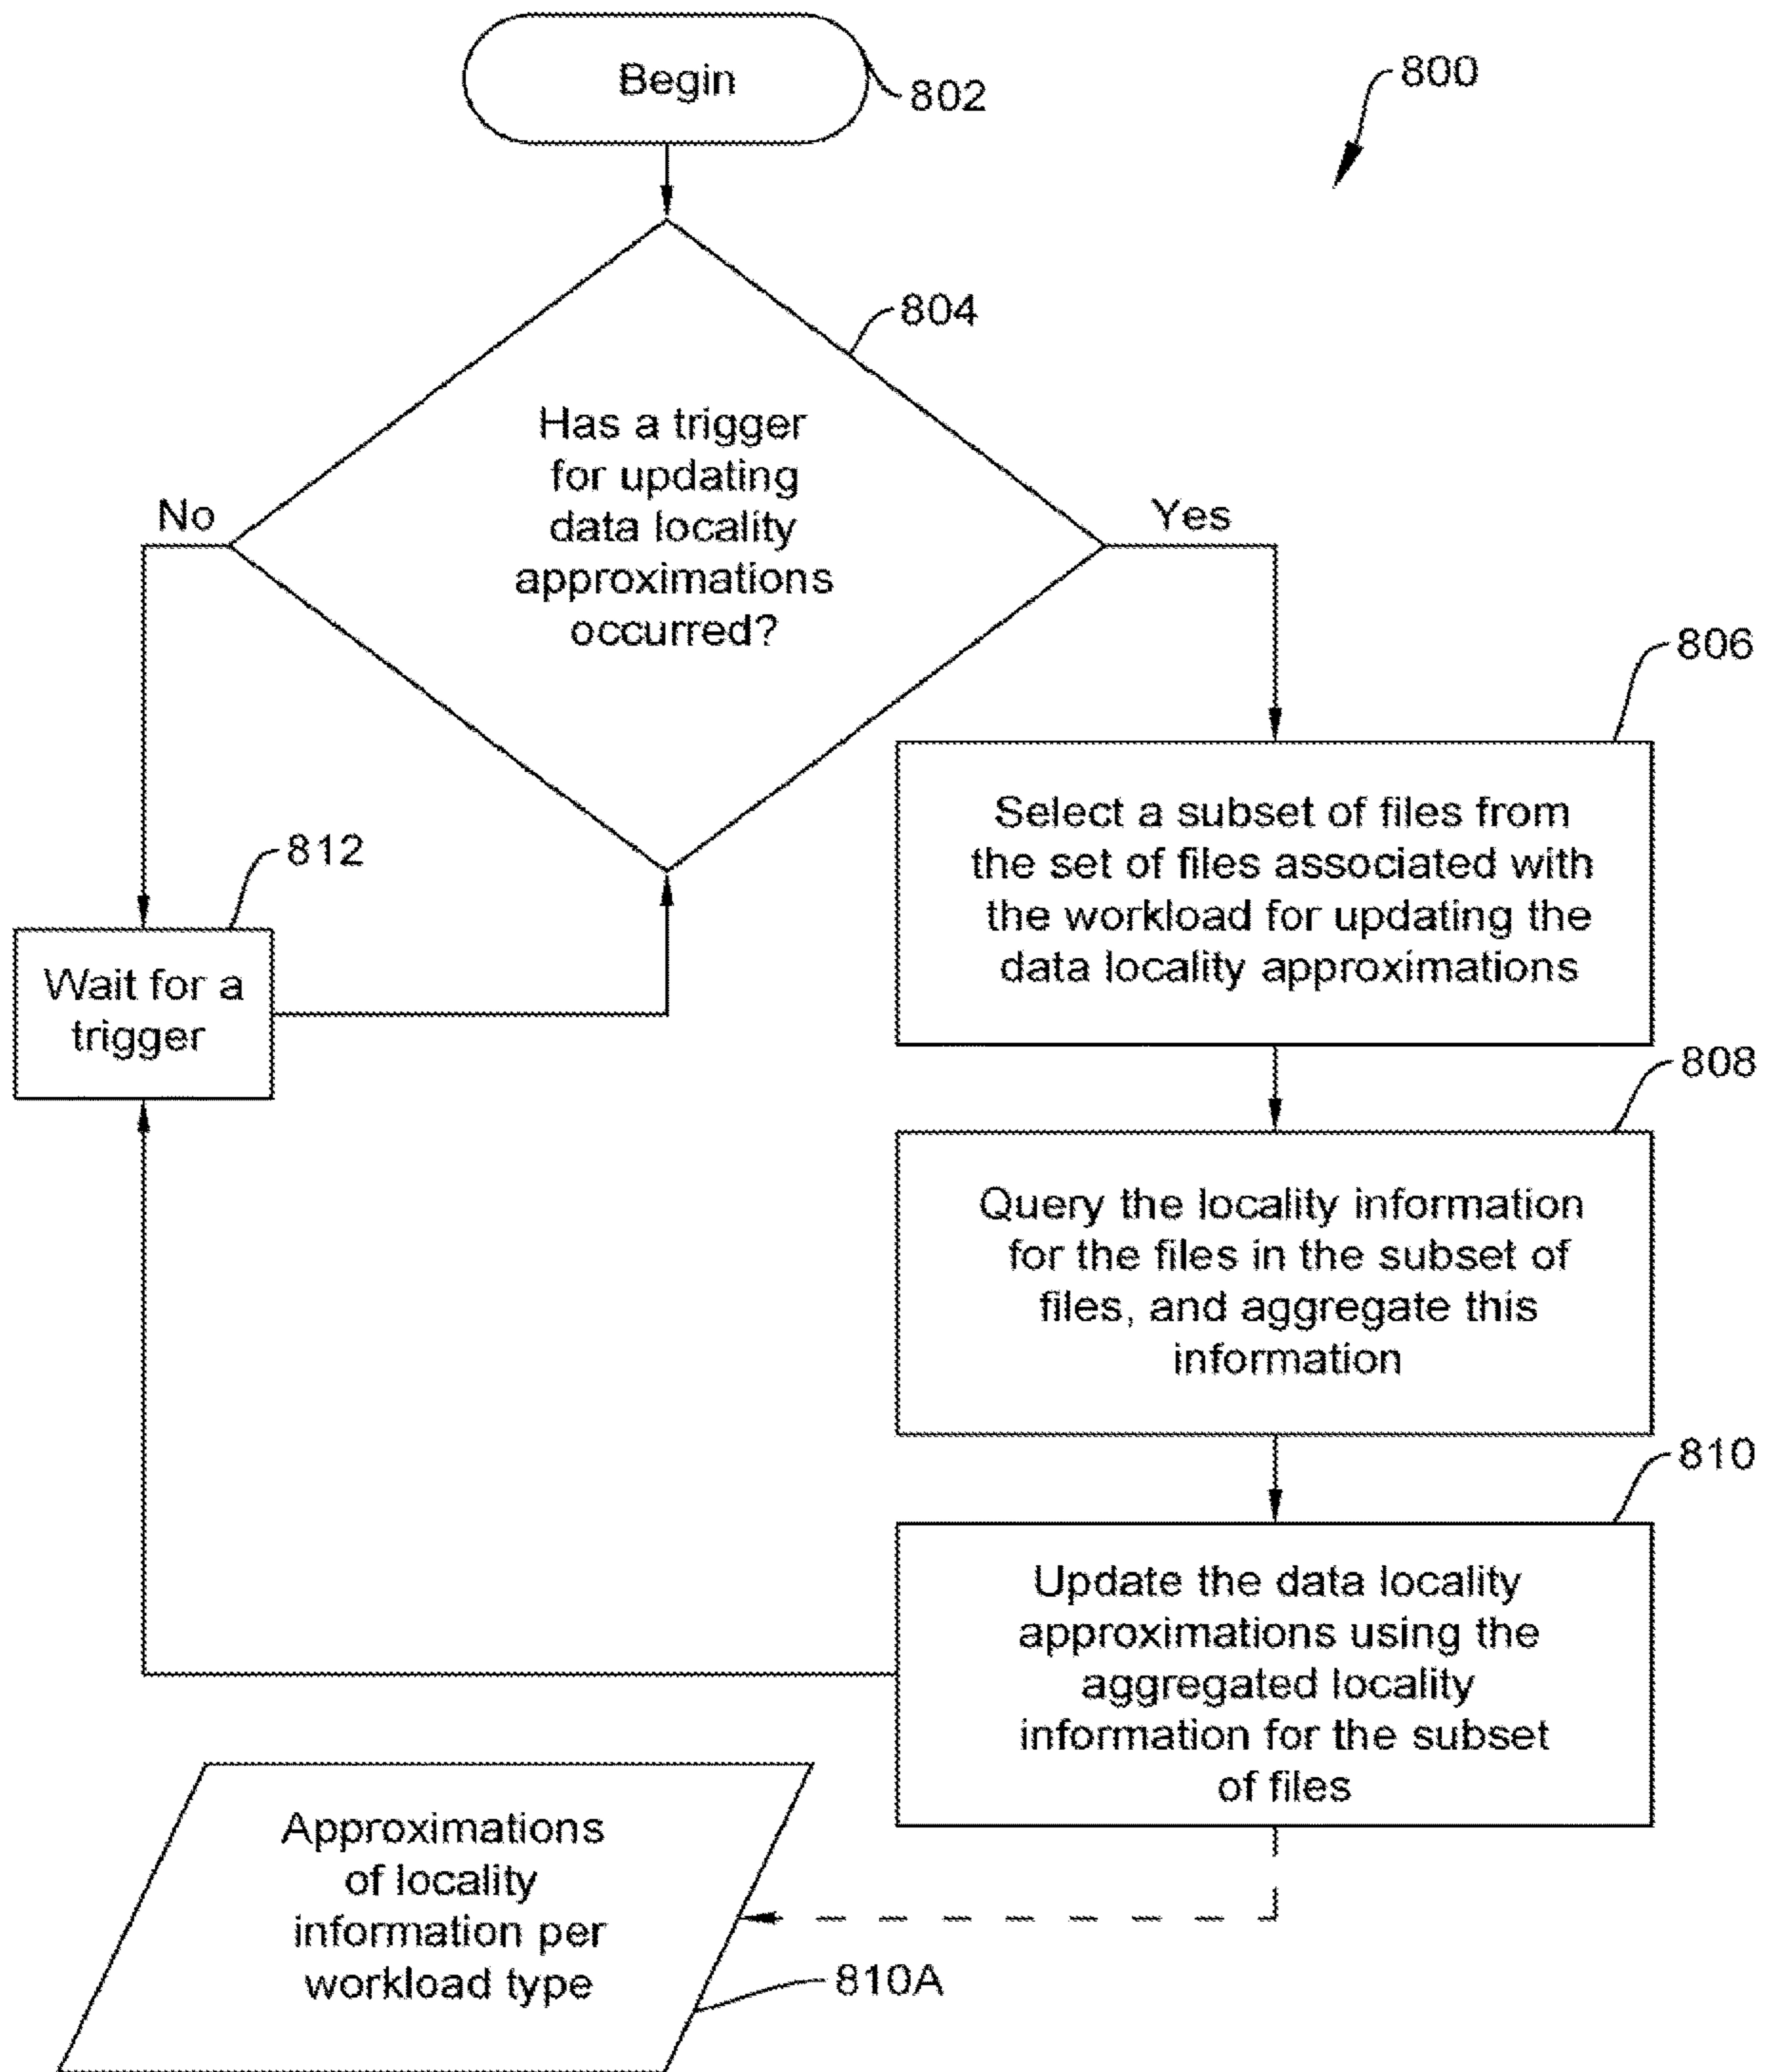 Begin
802
800
804
Has a trigger
for updating
data locality
approximations
occurred?
No
Yes
806
Select a subset of files from
the set of files associated with
the workload for updating the
data locality approximations
812
Wait for a
trigger
808
Query the locality information
for the files in the subset of
files, and aggregate this
information
810
Update the data locality
approximations using the
aggregated locality
information for the subset
of files
Approximations
of locality
information per
workload type
810A